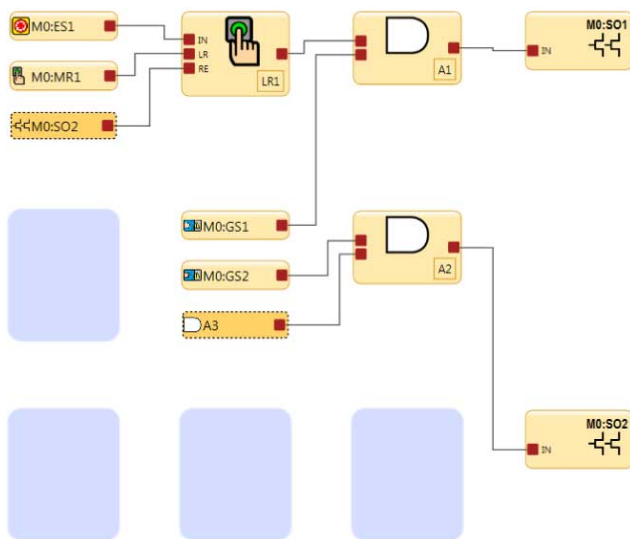 M0:ES1
M0:MR1
M0:SO2
IN
LR
RE
LR1
A1
M0:SO1
IN
M0:GS1
M0:GS2
A3
A2
M0:SO2
IN